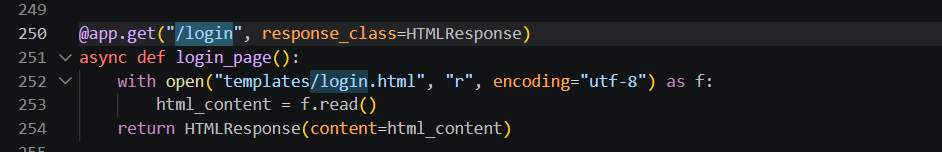 249
250 @app.get("/login", response_class=HTMLResponse)
251 async def login_page():
252     with open("templates/login.html", "r", encoding="utf-8") as f:
253         html_content = f.read()
254     return HTMLResponse(content=html_content)
255